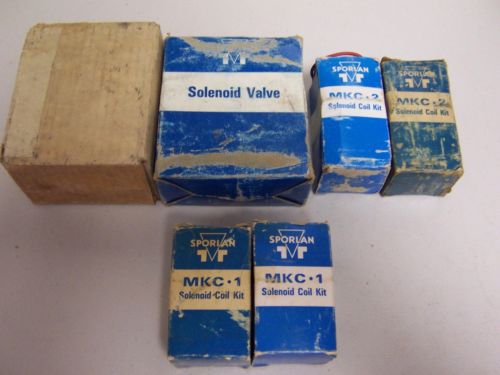 Solenoid Valve
SPORLAN
MKC·2
Solenoid Coil Kit
SPORLAN
MKC·2
Solenoid Coil Kit
SPORLAN
MKC·1
Solenoid Coil Kit
SPORLAN
MKC·1
Solenoid Coil Kit